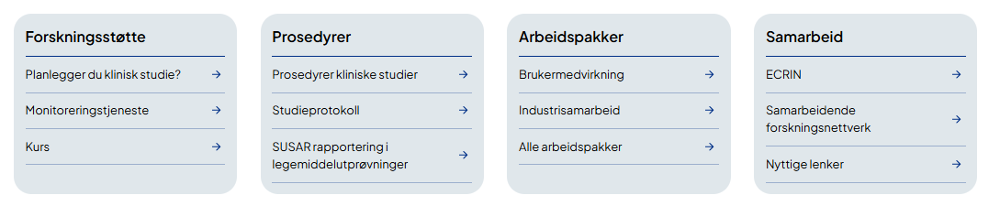 Forskningsstøtte
Planlegger du klinisk studie?
Monitoreringstjeneste
Kurs
Prosedyrer
Prosedyrer kliniske studier
Studieprotokoll
SUSAR rapportering i
legemiddelutprøvninger
Arbeidspakker
Brukermedvirkning
Industrisamarbeid
Alle arbeidspakker
Samarbeid
ECRIN
Samarbeidende
forskningsnettverk
Nyttige lenker